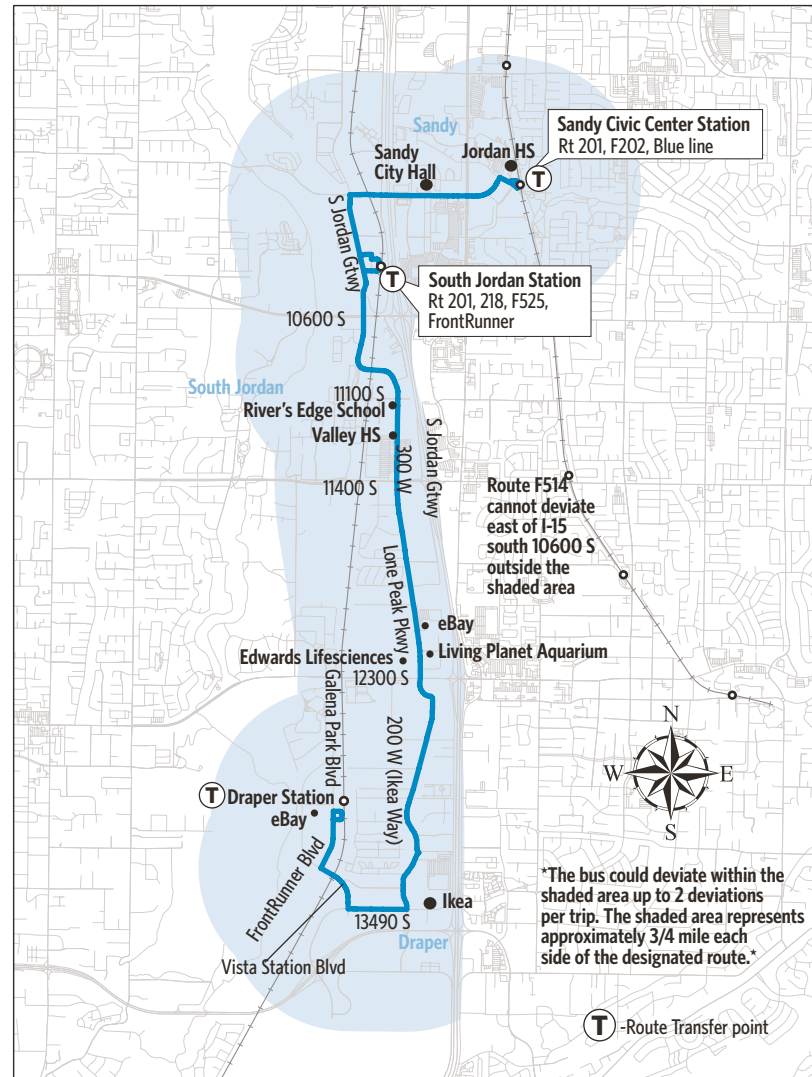 Sandy
Sandy Civic Center Station
Rt 201, F202, Blue line
Jordan HS
Sandy
City Hall
T
S Jordan Gtwy
T
South Jordan Station
Rt 201, 218, F525,
FrontRunner
10600 S
South Jordan
11100 S
River's Edge School
Valley HS
300 W
S Jordan Gtwy
11400 S
Route F514
cannot deviate
east of I-15
south 10600 S
outside the
shaded area
Lone Peak Pkwy
eBay
Living Planet Aquarium
Edwards Lifesciences
12300 S
Galena Park Blvd
200 W (Ikea Way)
N
W
E
S
T
Draper Station
eBay
FrontRunner Blvd
Ikea
13490 S
Draper
Vista Station Blvd
*The bus could deviate within the
shaded area up to 2 deviations
per trip. The shaded area represents
approximately 3/4 mile each
side of the designated route.*
T -Route Transfer point